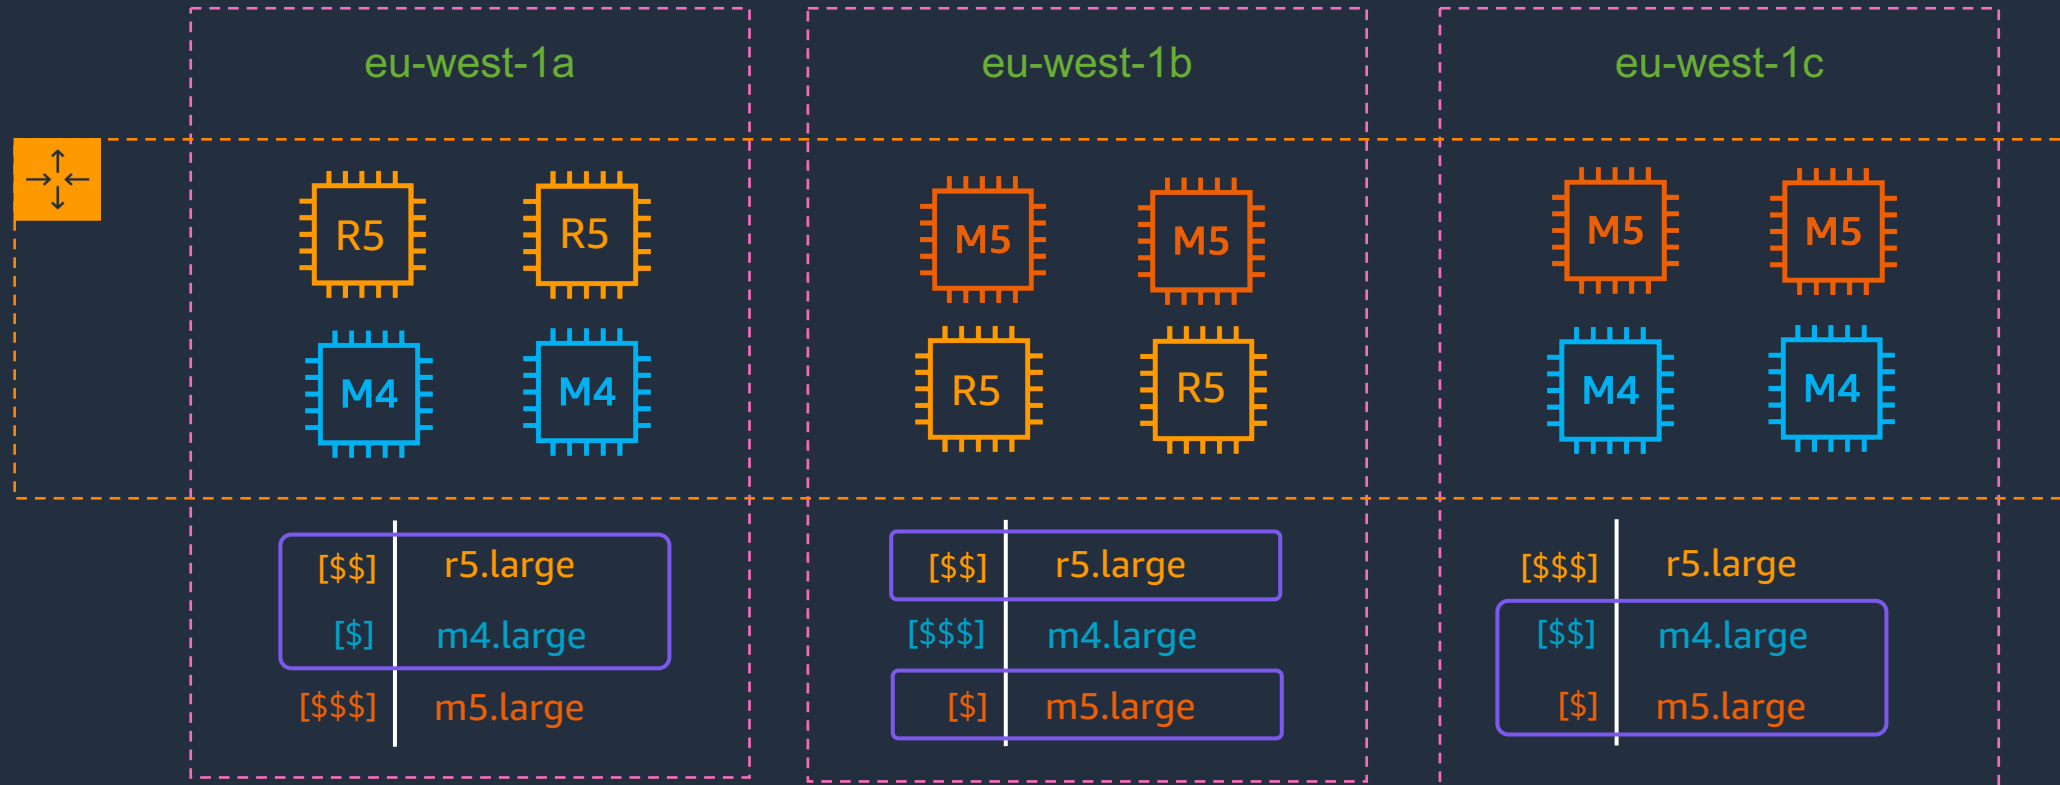 eu-west-1a
eu-west-1b
eu-west-1c
R5 R5
M4 M4
M5 M5
R5 R5
M5 M5
M4 M4
[$$] r5.large
[$] m4.large
[$$$] m5.large
[$$] r5.large
[$$$] m4.large
[$] m5.large
[$$$] r5.large
[$$] m4.large
[$] m5.large